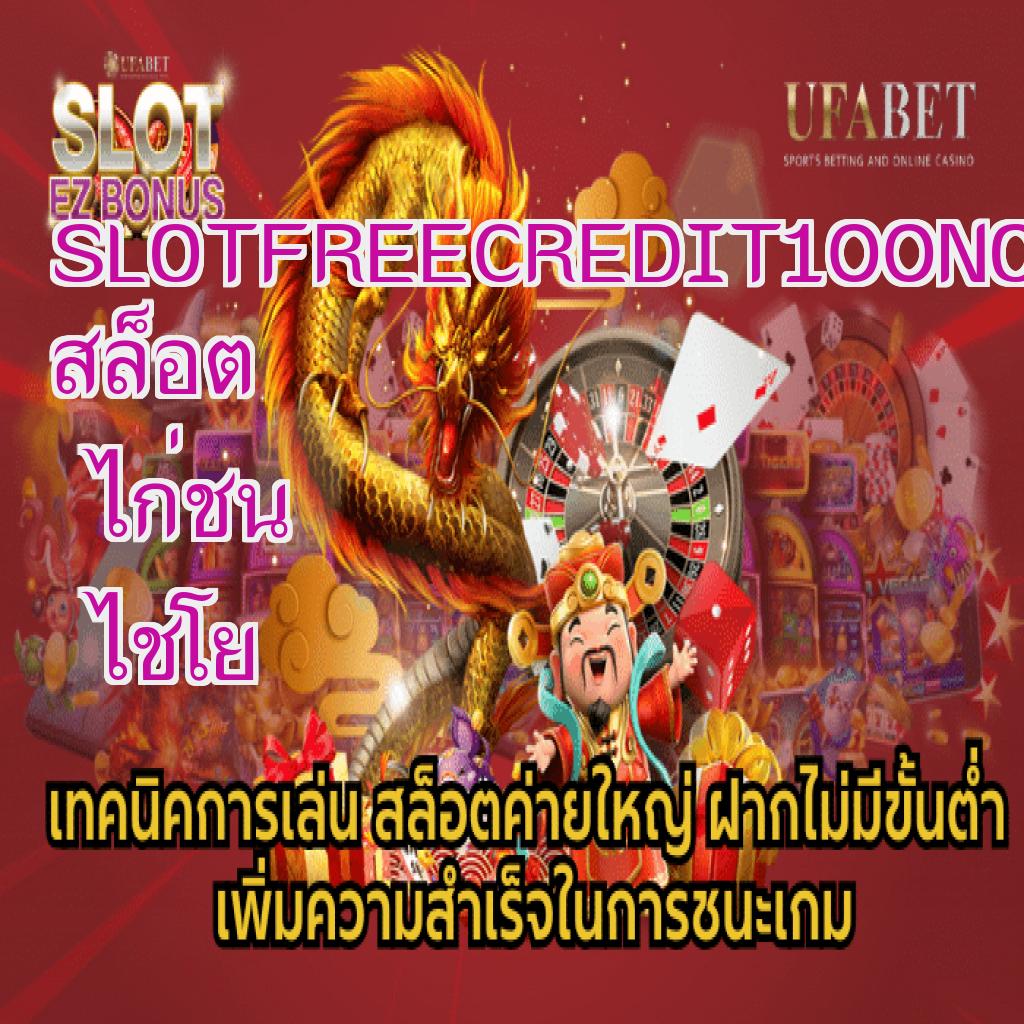 UFABET
SLOT
EZ BONUS
UFABET
SPORTS BETTING AND ONLINE CASINO
SLOTFREECREDIT100NO
สล็อต
ไก่ชน
ไชโย
เทคนิคการเล่น สล็อตค่ายใหญ่ ฝากไม่มีขั้นต่ำ
เพิ่มความสำเร็จในการชนะเกม